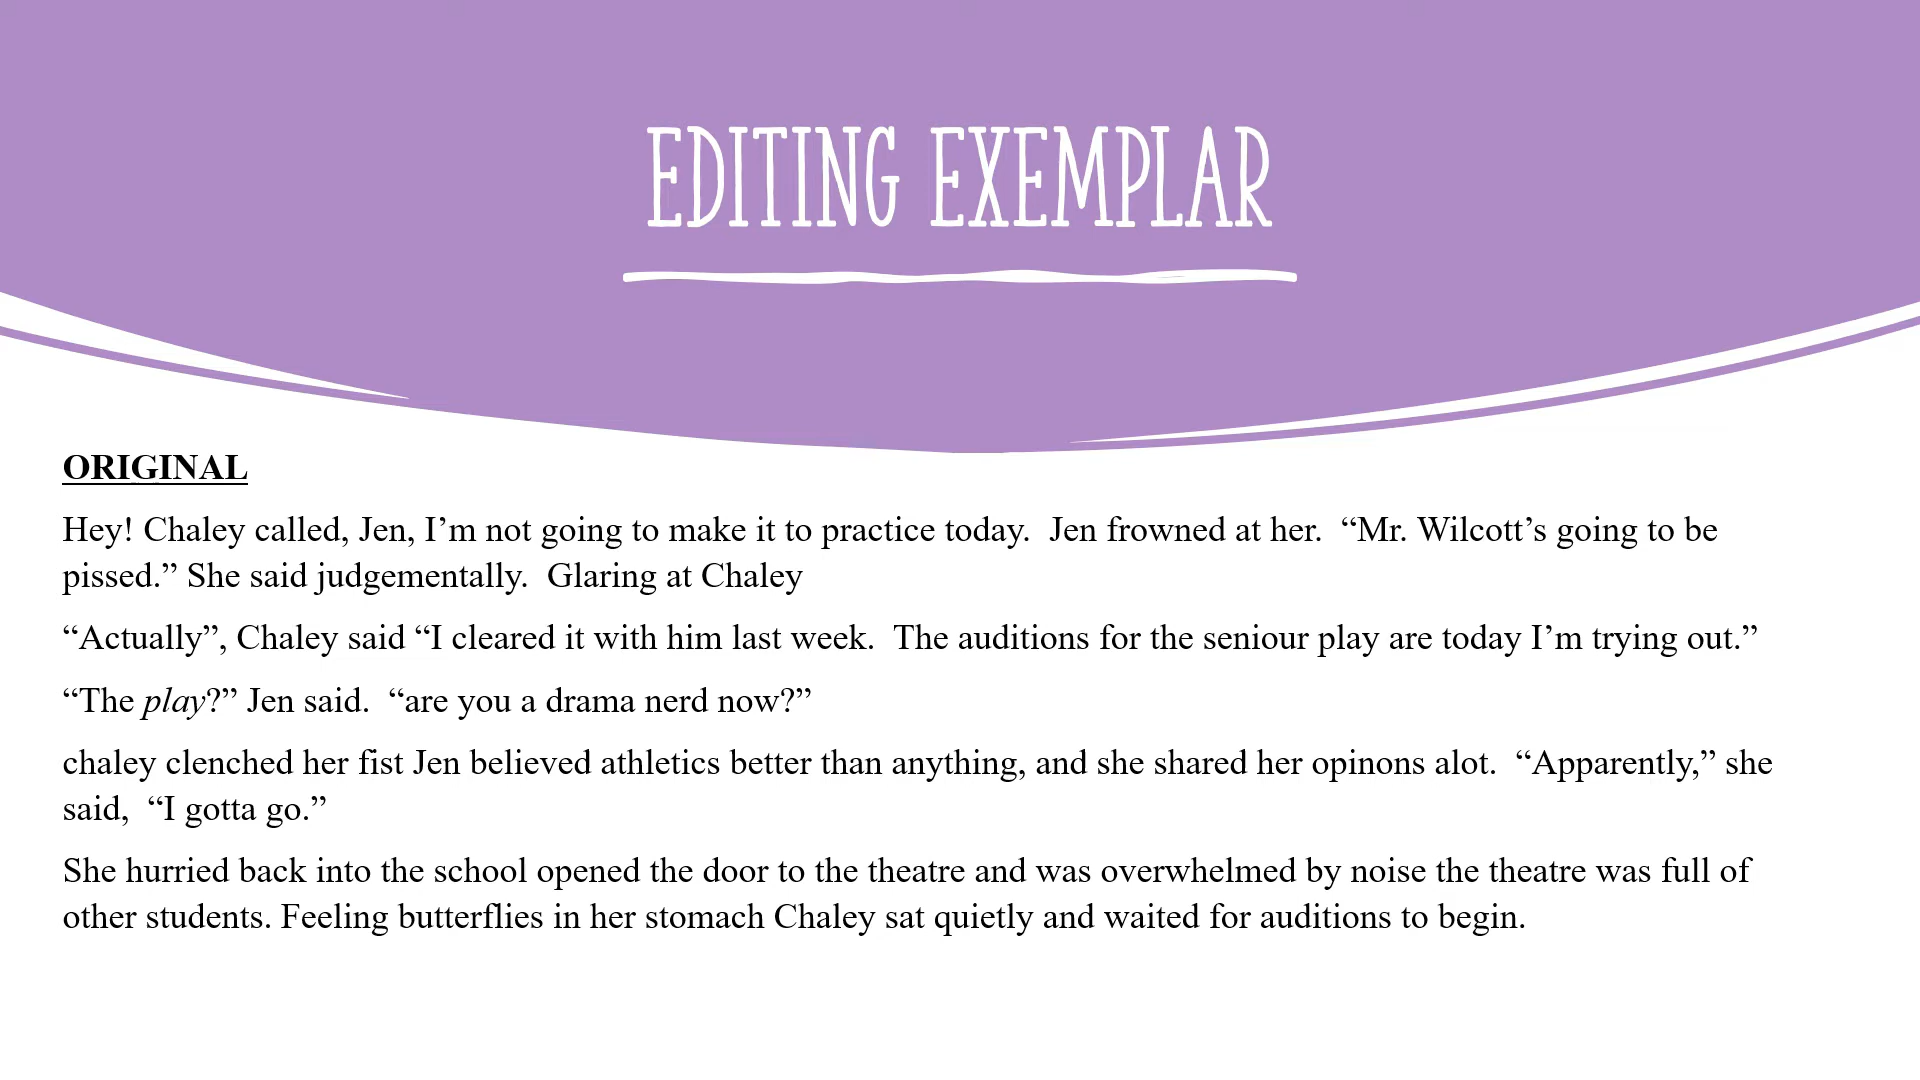 EDITING EXEMPLAR
ORIGINAL
Hey! Chaley called, Jen, I’m not going to make it to practice today.  Jen frowned at her.  “Mr. Wilcott’s going to be
pissed.” She said judgementally.  Glaring at Chaley
“Actually”, Chaley said “I cleared it with him last week.  The auditions for the seniour play are today I’m trying out.”
“The play?” Jen said.  “are you a drama nerd now?”
chaley clenched her fist Jen believed athletics better than anything, and she shared her opinons alot.  “Apparently,” she
said,  “I gotta go.”
She hurried back into the school opened the door to the theatre and was overwhelmed by noise the theatre was full of
other students. Feeling butterflies in her stomach Chaley sat quietly and waited for auditions to begin.